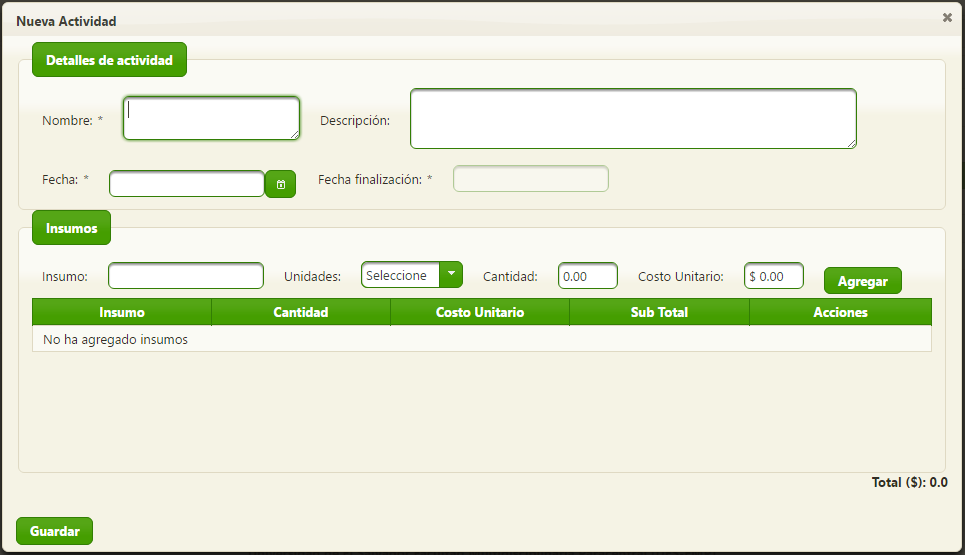 Nueva Actividad
Detalles de actividad
Nombre: * Descripción:
Fecha: * Fecha finalización: *
Insumos
Insumo: Unidades: Seleccione Cantidad: 0.00 Costo Unitario: $ 0.00 Agregar
Insumo Cantidad Costo Unitario Sub Total Acciones
No ha agregado insumos
Total ($): 0.0
Guardar